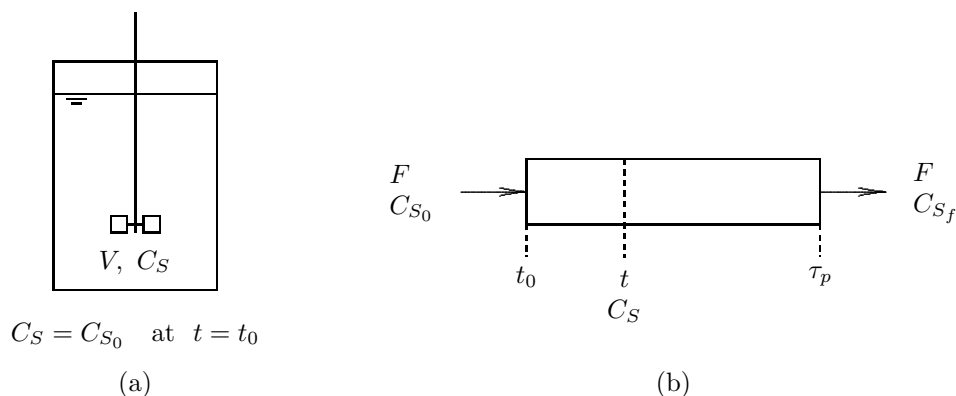 V, C_S
C_S = C_{S_0} at t = t_0
(a)
F
C_{S_0}
F
C_{S_f}
t_0
t
τ_p
C_S
(b)